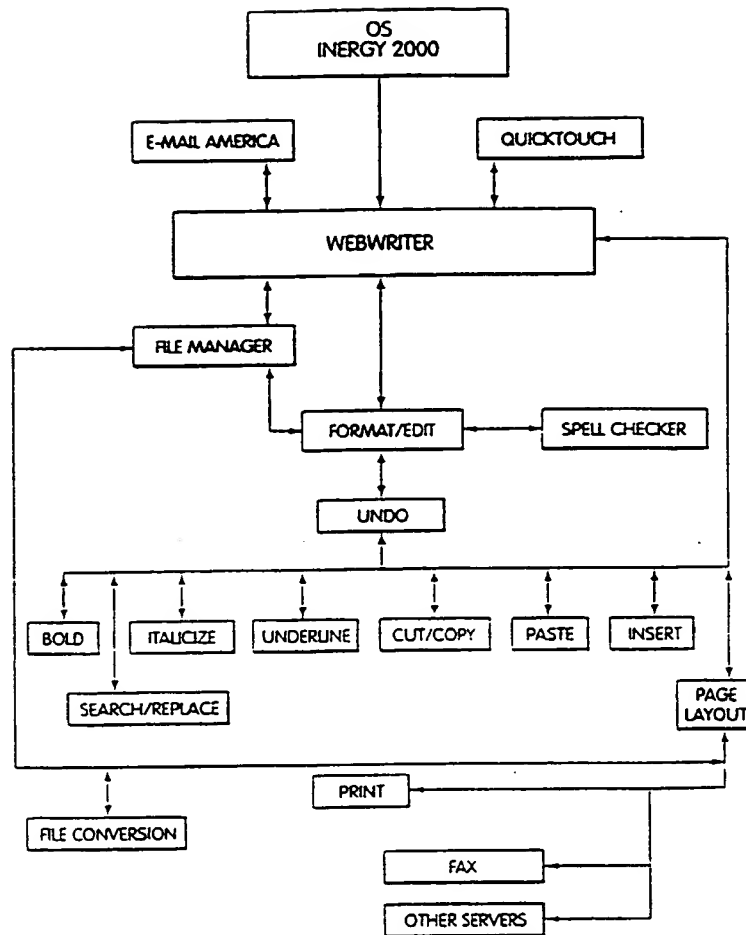 OS
INERGY 2000
E-MAIL AMERICA
QUICKTOUCH
WEBWRITER
FILE MANAGER
FORMAT/EDIT
SPELL CHECKER
UNDO
BOLD
ITALICIZE
UNDERLINE
CUT/COPY
PASTE
INSERT
SEARCH/REPLACE
PAGE
LAYOUT
PRINT
FILE CONVERSION
FAX
OTHER SERVERS